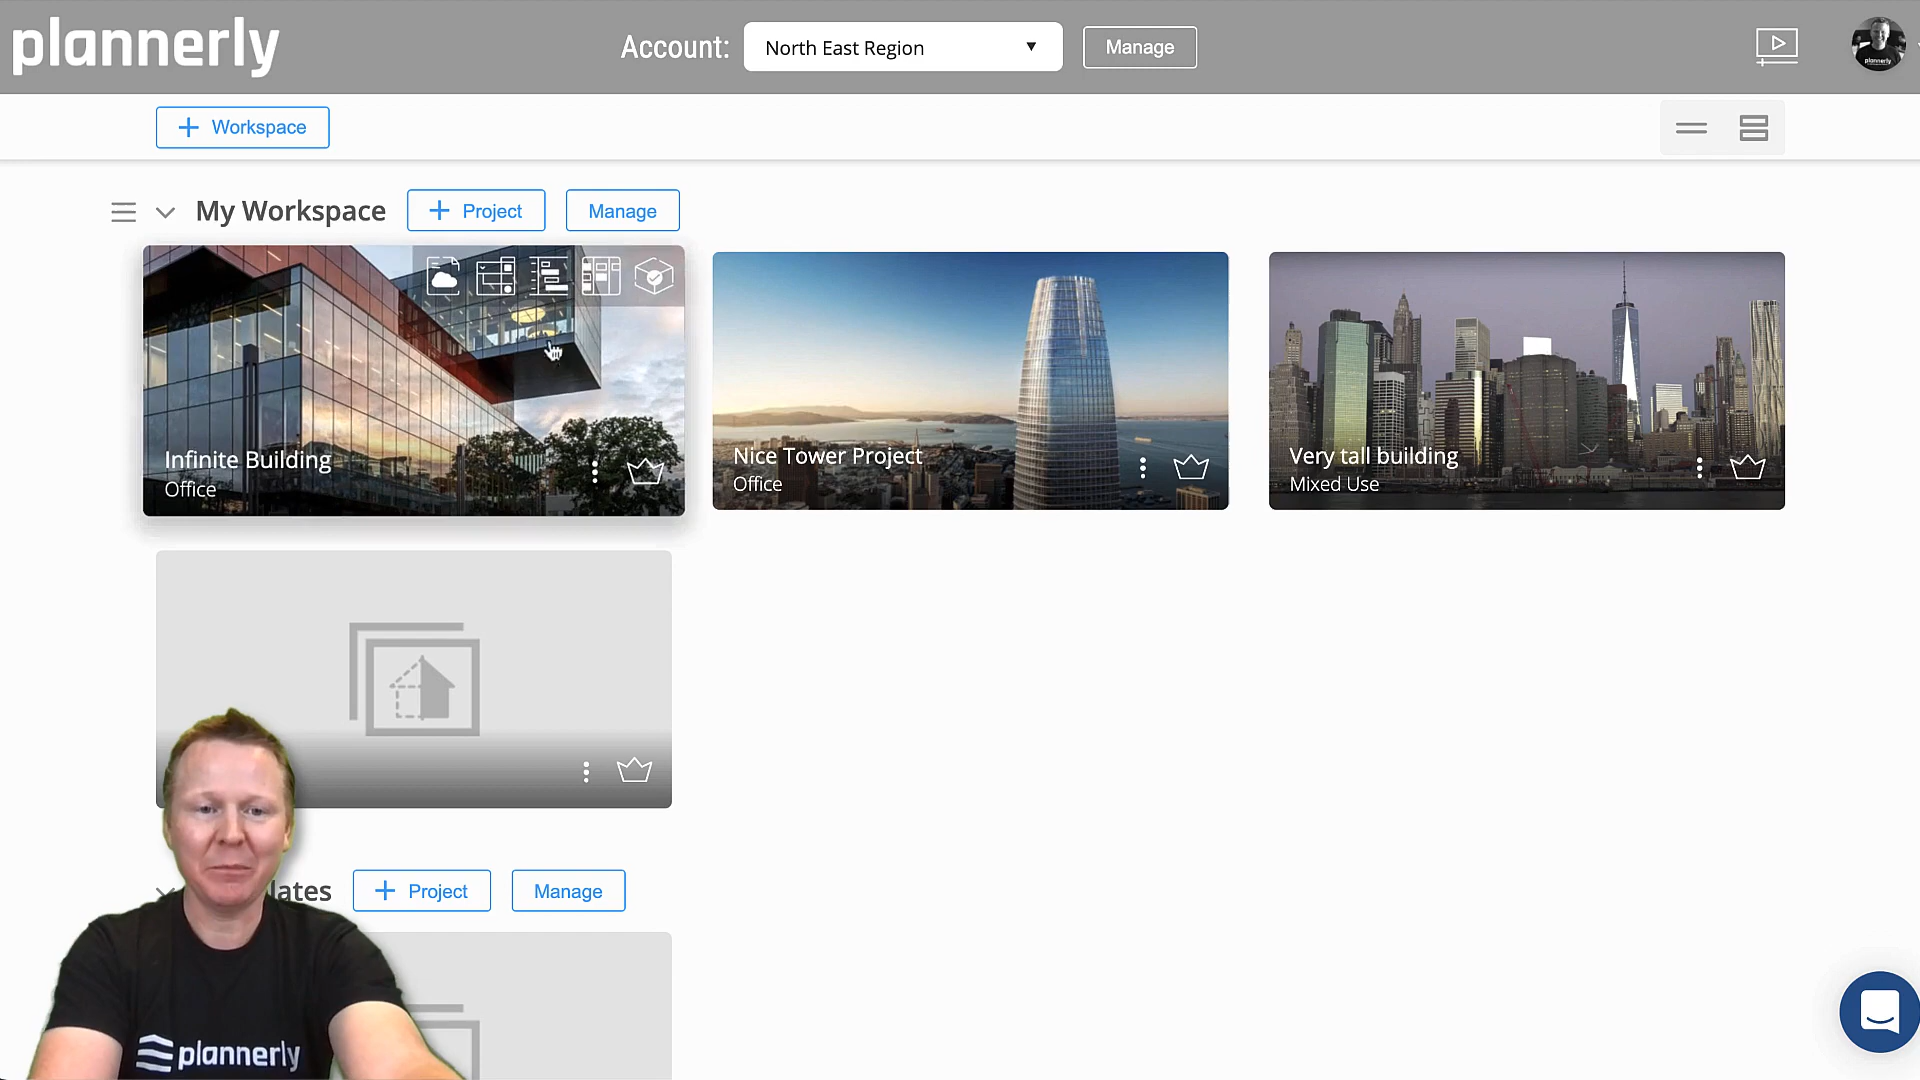 plannerly
Account:
North East Region
Manage
Workspace
My Workspace
Project
Manage
Infinite Building
Office
Nice Tower Project
Office
Very tall building
Mixed Use
lates
Project
Manage
plannerly